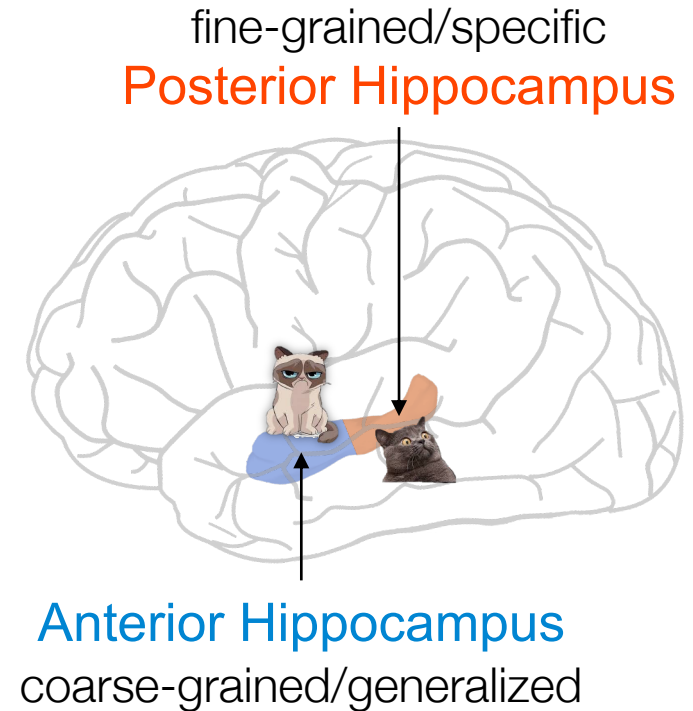 fine-grained/specific
Posterior Hippocampus
Anterior Hippocampus
coarse-grained/generalized